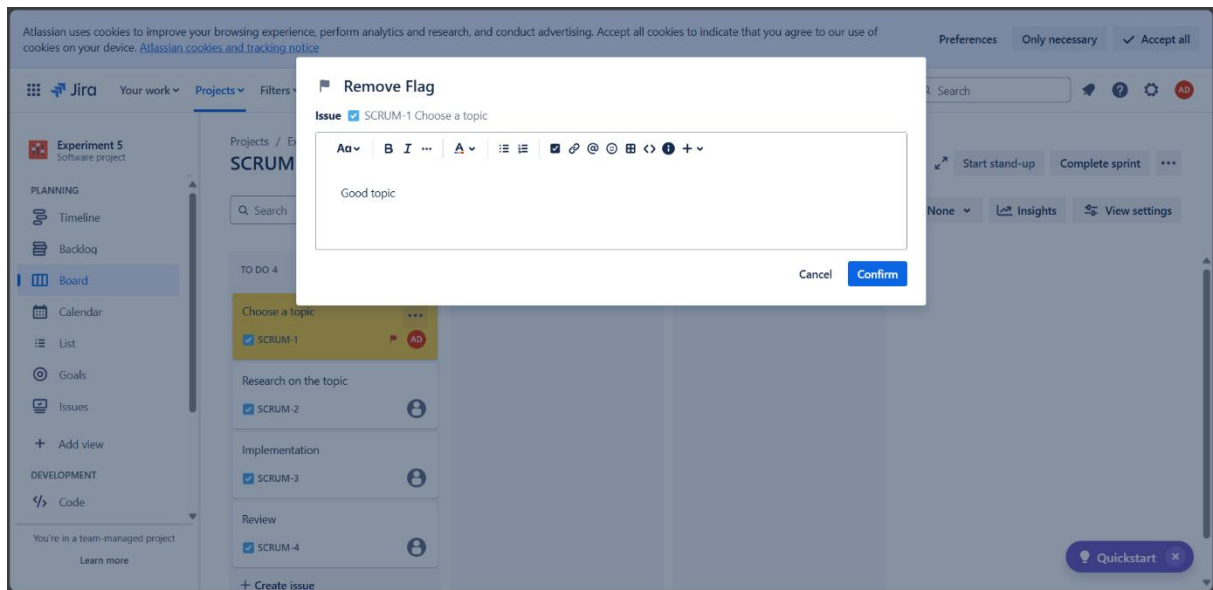 Atlassian uses cookies to improve your browsing experience, perform analytics and research, and conduct advertising. Accept all cookies to indicate that you agree to our use of
cookies on your device. Atlassian cookies and tracking notice
Preferences
Only necessary
Accept all
Jira
Your work
Projects
Filters
Search
AD
Remove Flag
Issue SCRUM-1 Choose a topic
Aa
B I
A
Good topic
Cancel
Confirm
Experiment 5
Software project
PLANNING
Timeline
Backlog
Board
Calendar
List
Goals
Issues
Add view
DEVELOPMENT
Code
You're in a team-managed project
Learn more
Projects /
SCRUM
Search
Start stand-up
Complete sprint
None
Insights
View settings
TO DO 4
Choose a topic
SCRUM-1
AD
Research on the topic
SCRUM-2
Implementation
SCRUM-3
Review
SCRUM-4
+ Create issue
Quickstart